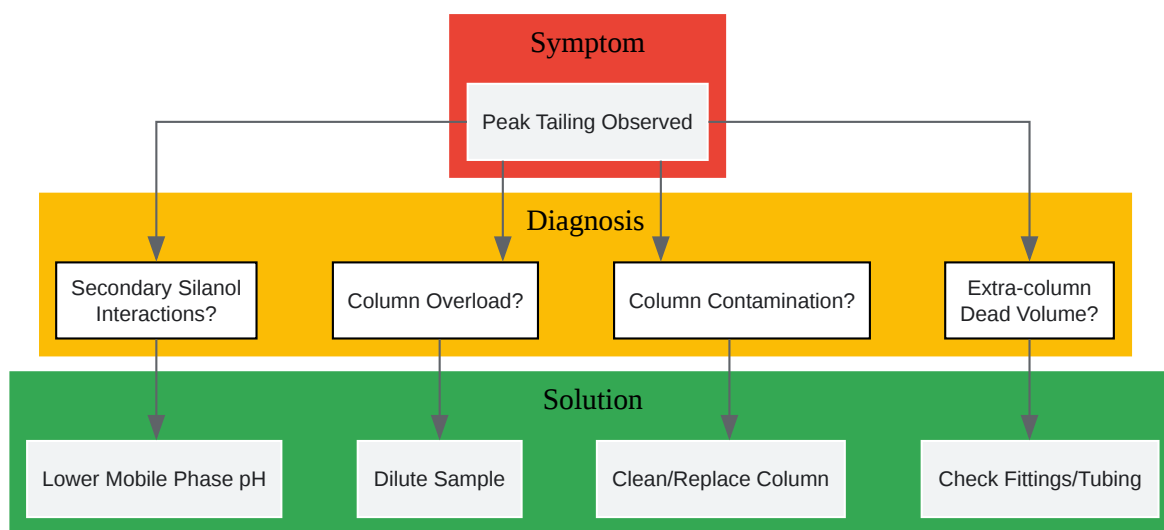 Symptom
Peak Tailing Observed
Diagnosis
Secondary Silanol
Interactions?
Column Overload?
Column Contamination?
Extra-column
Dead Volume?
Solution
Lower Mobile Phase pH
Dilute Sample
Clean/Replace Column
Check Fittings/Tubing